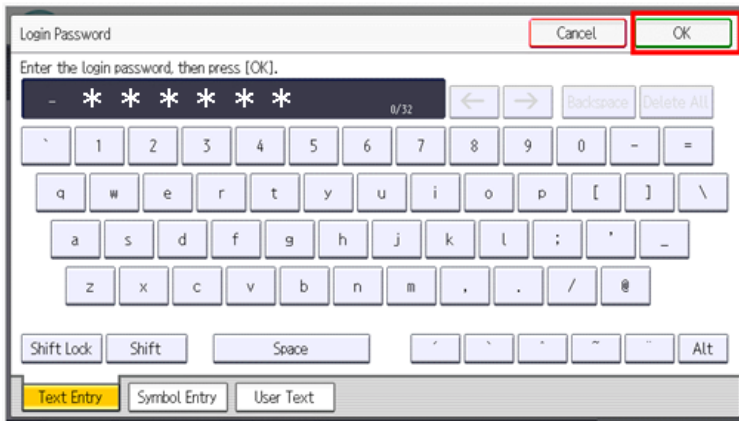 Login Password Cancel OK
Enter the login password, then press [OK].
_ ****** 0/32 ← → Backspace Delete All
` 1 2 3 4 5 6 7 8 9 0 - =
q w e r t y u i o p [ ] \
a s d f g h j k l ; ' _
z x c v b n m , . / @
Shift Lock Shift Space ´ ` ^ ~ ¨ Alt
Text Entry Symbol Entry User Text